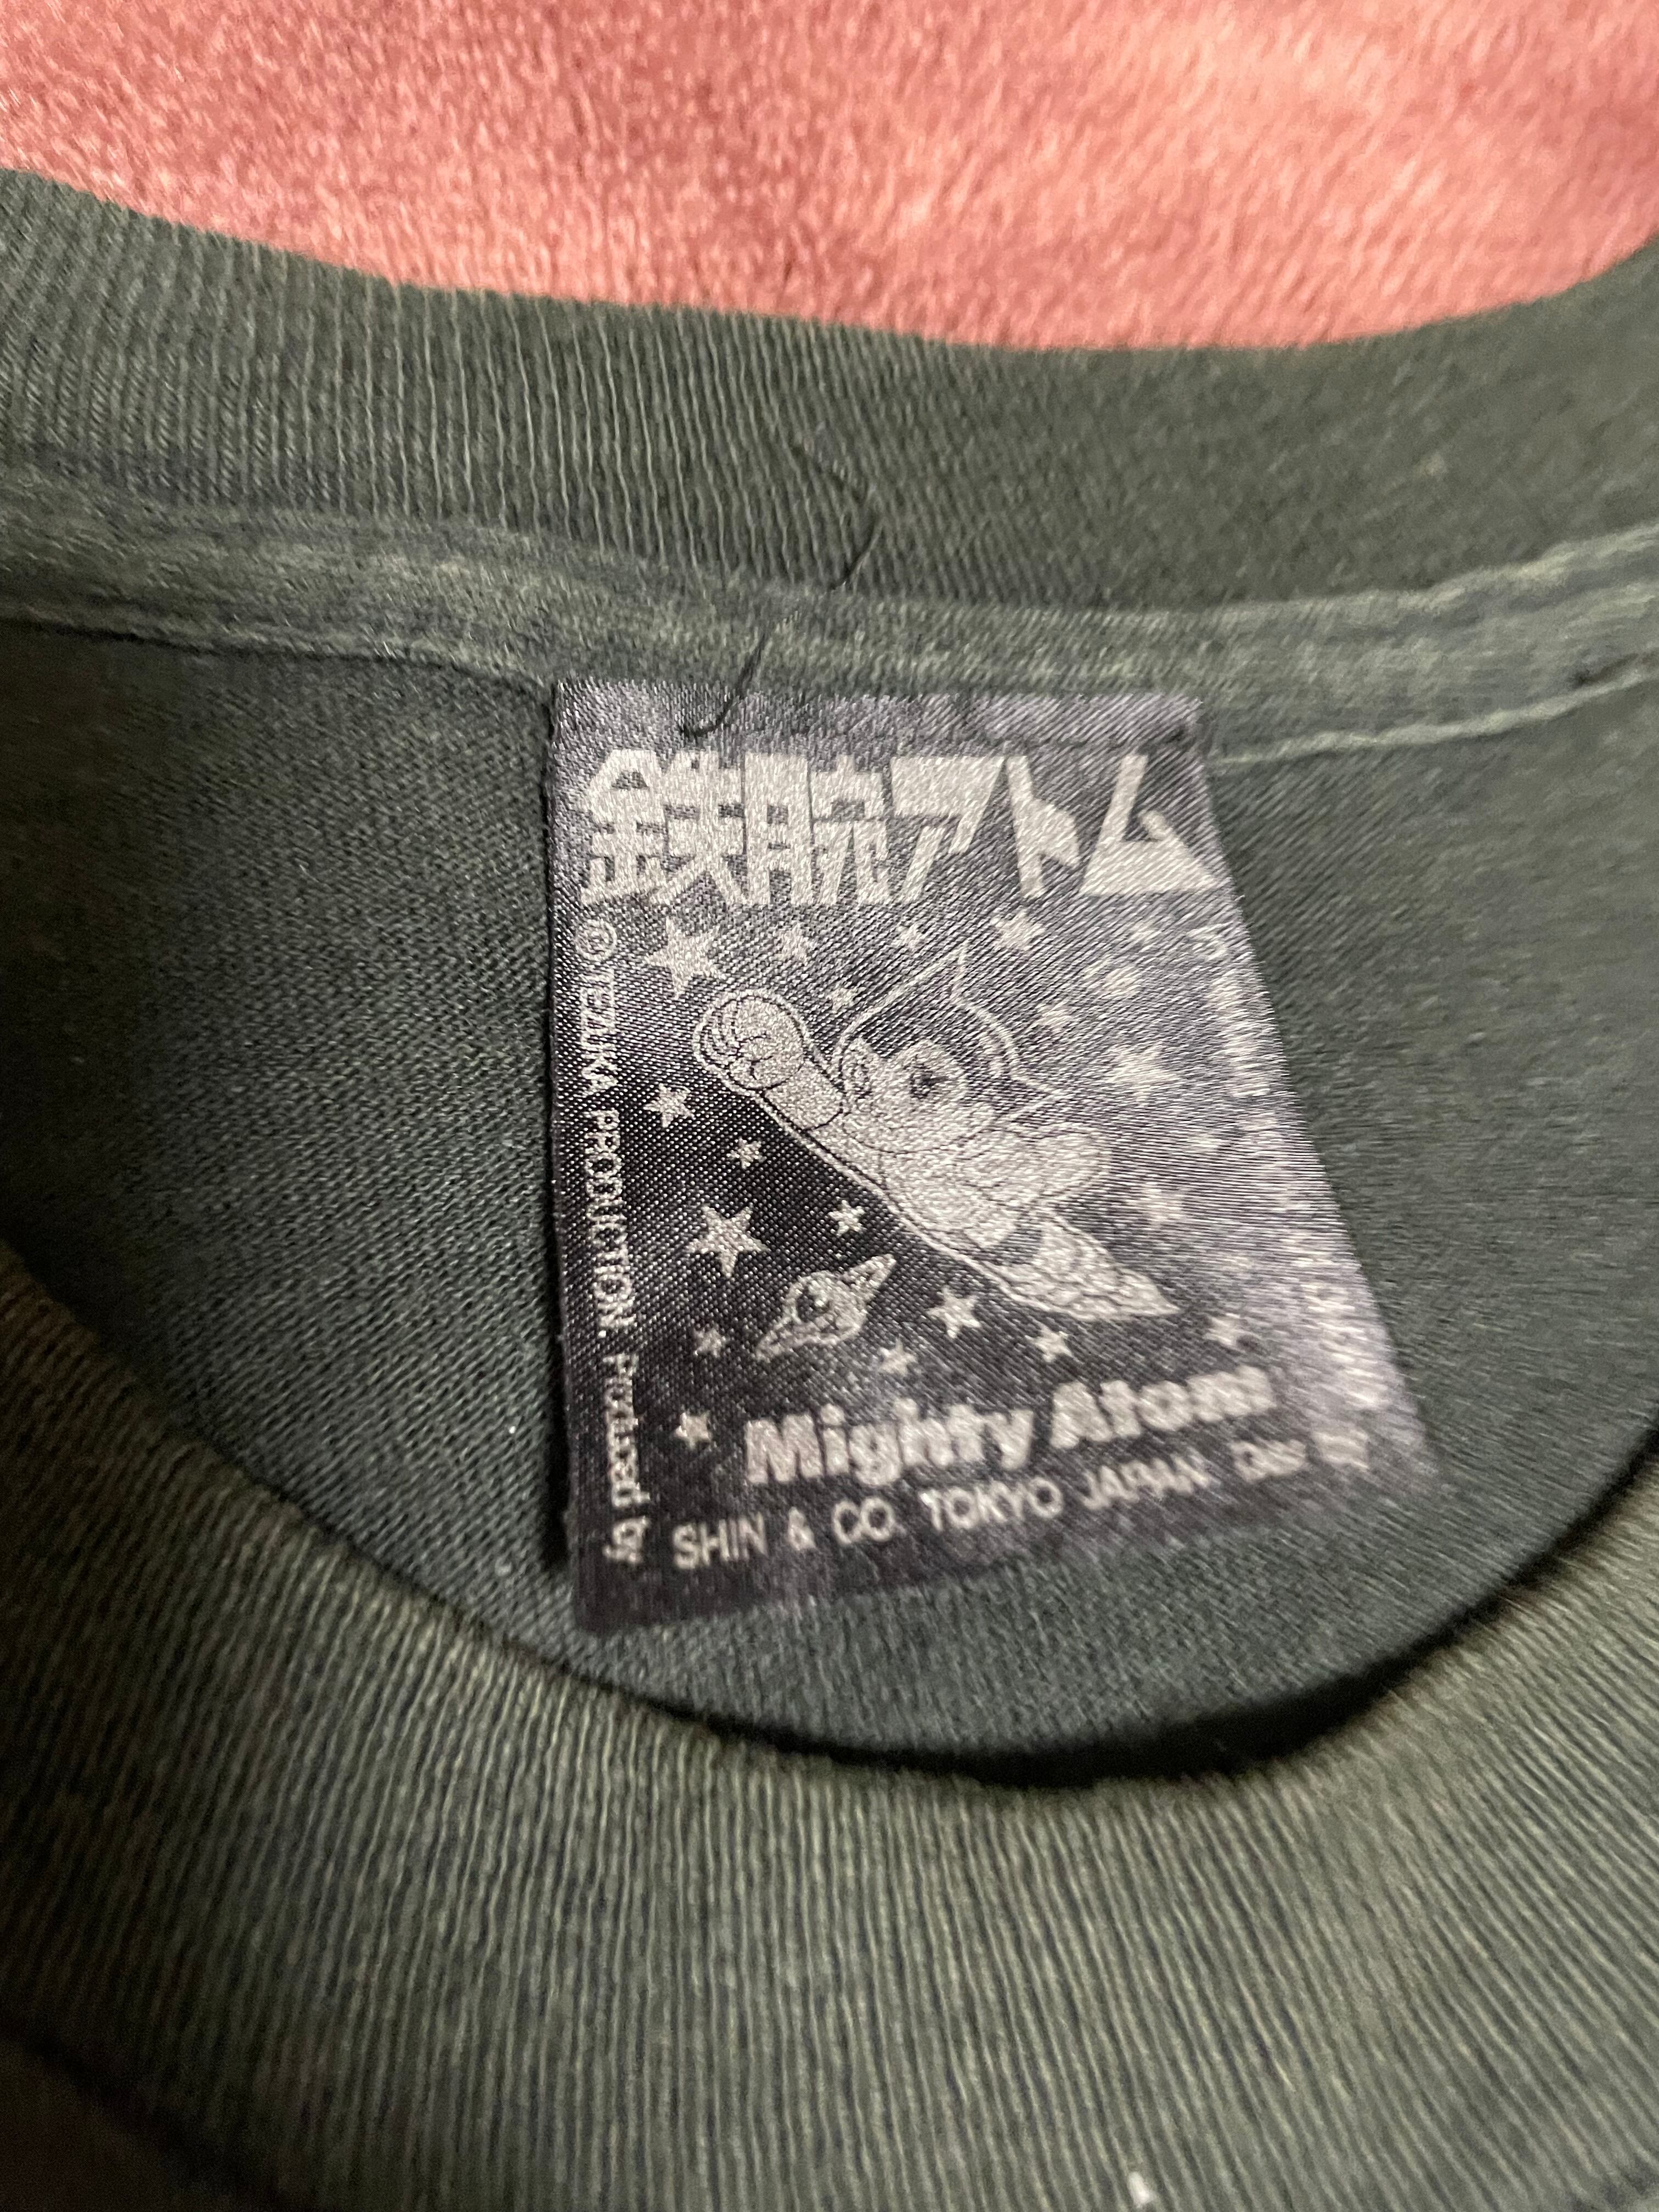 鉄腕アトム
© TEZUKA PRODUCTION. Produced by
Mighty Atom
SHIN & CO. TOKYO JAPAN